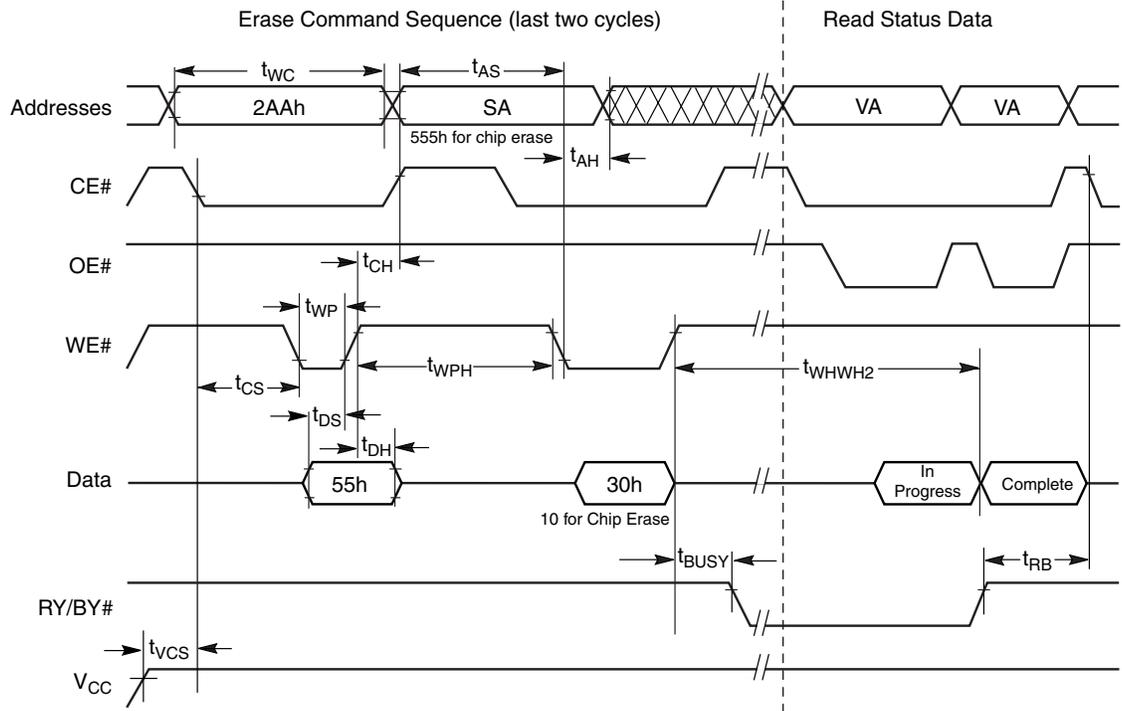 Erase Command Sequence (last two cycles)
Read Status Data
tWC
tAS
Addresses
2AAh
SA
VA
VA
555h for chip erase
tAH
CE#
OE#
tCH
tWP
WE#
tWPH
tWHWH2
tCS
tDS
tDH
Data
55h
30h
In
Progress
Complete
10 for Chip Erase
tBUSY
tRB
RY/BY#
tVCS
VCC